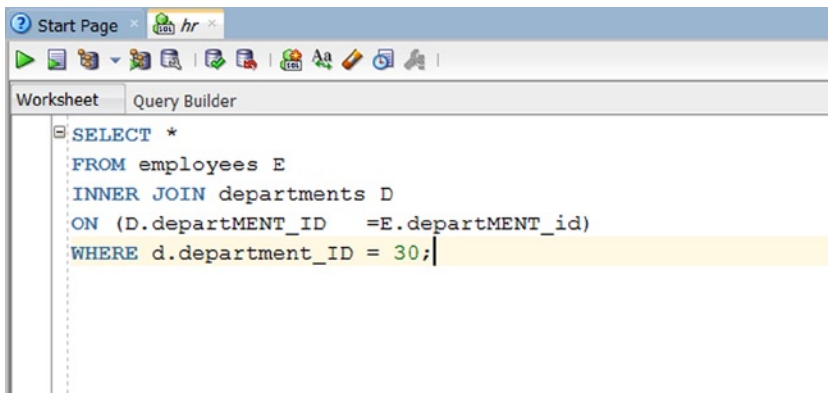 Start Page hr
Worksheet Query Builder
SELECT *
FROM employees E
INNER JOIN departments D
ON (D.departMENT_ID   =E.departMENT_id)
WHERE d.department_ID = 30;